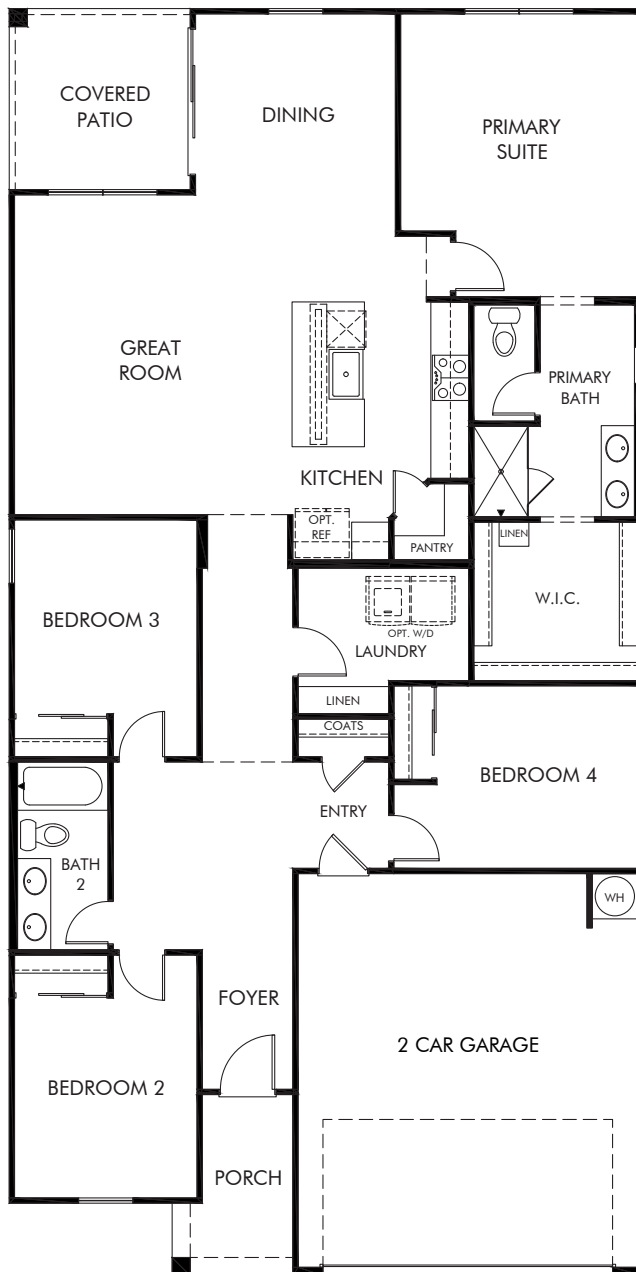 COVERED
PATIO
DINING
PRIMARY
SUITE
GREAT
ROOM
PRIMARY
BATH
KITCHEN
OPT.
REF
PANTRY
LINEN
W.I.C.
BEDROOM 3
OPT. W/D
LAUNDRY
LINEN
COATS
BEDROOM 4
ENTRY
BATH
2
WH
FOYER
2 CAR GARAGE
BEDROOM 2
PORCH